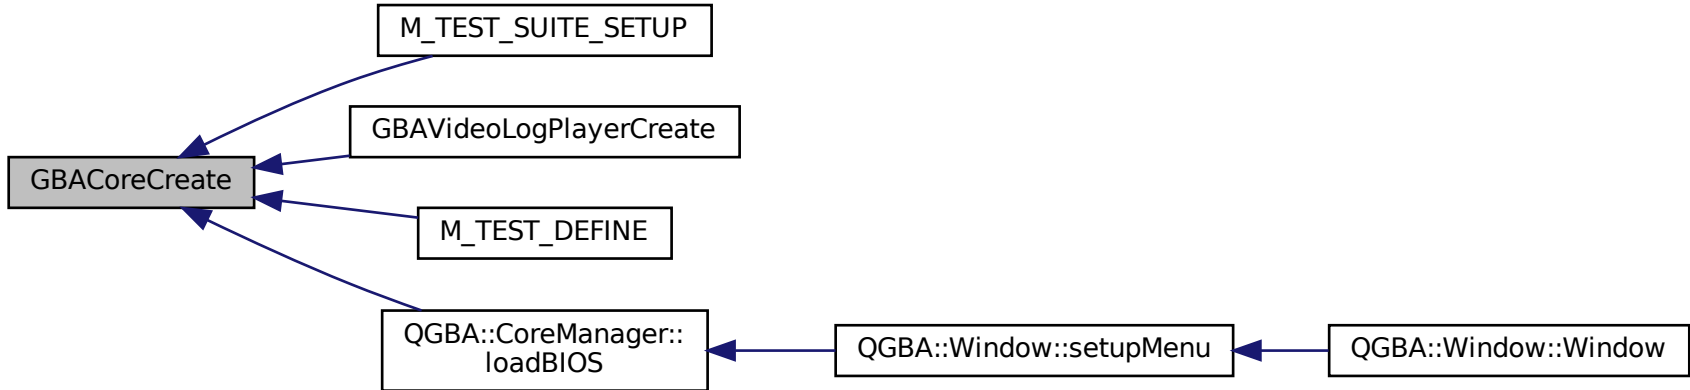 M_TEST_SUITE_SETUP
GBAVideoLogPlayerCreate
GBACoreCreate
M_TEST_DEFINE
QGBA::CoreManager::
loadBIOS
QGBA::Window::setupMenu
QGBA::Window::Window